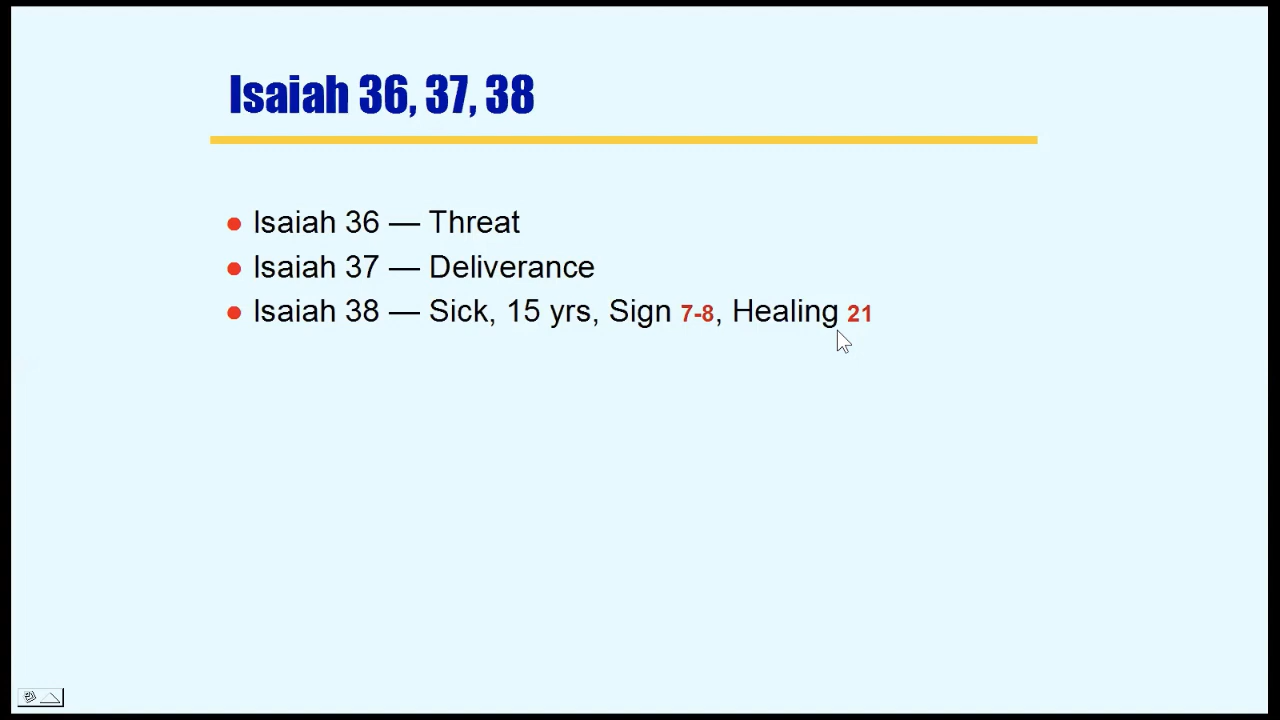 Isaiah 36, 37, 38
● Isaiah 36 — Threat
● Isaiah 37 — Deliverance
● Isaiah 38 — Sick, 15 yrs, Sign 7-8, Healing 21